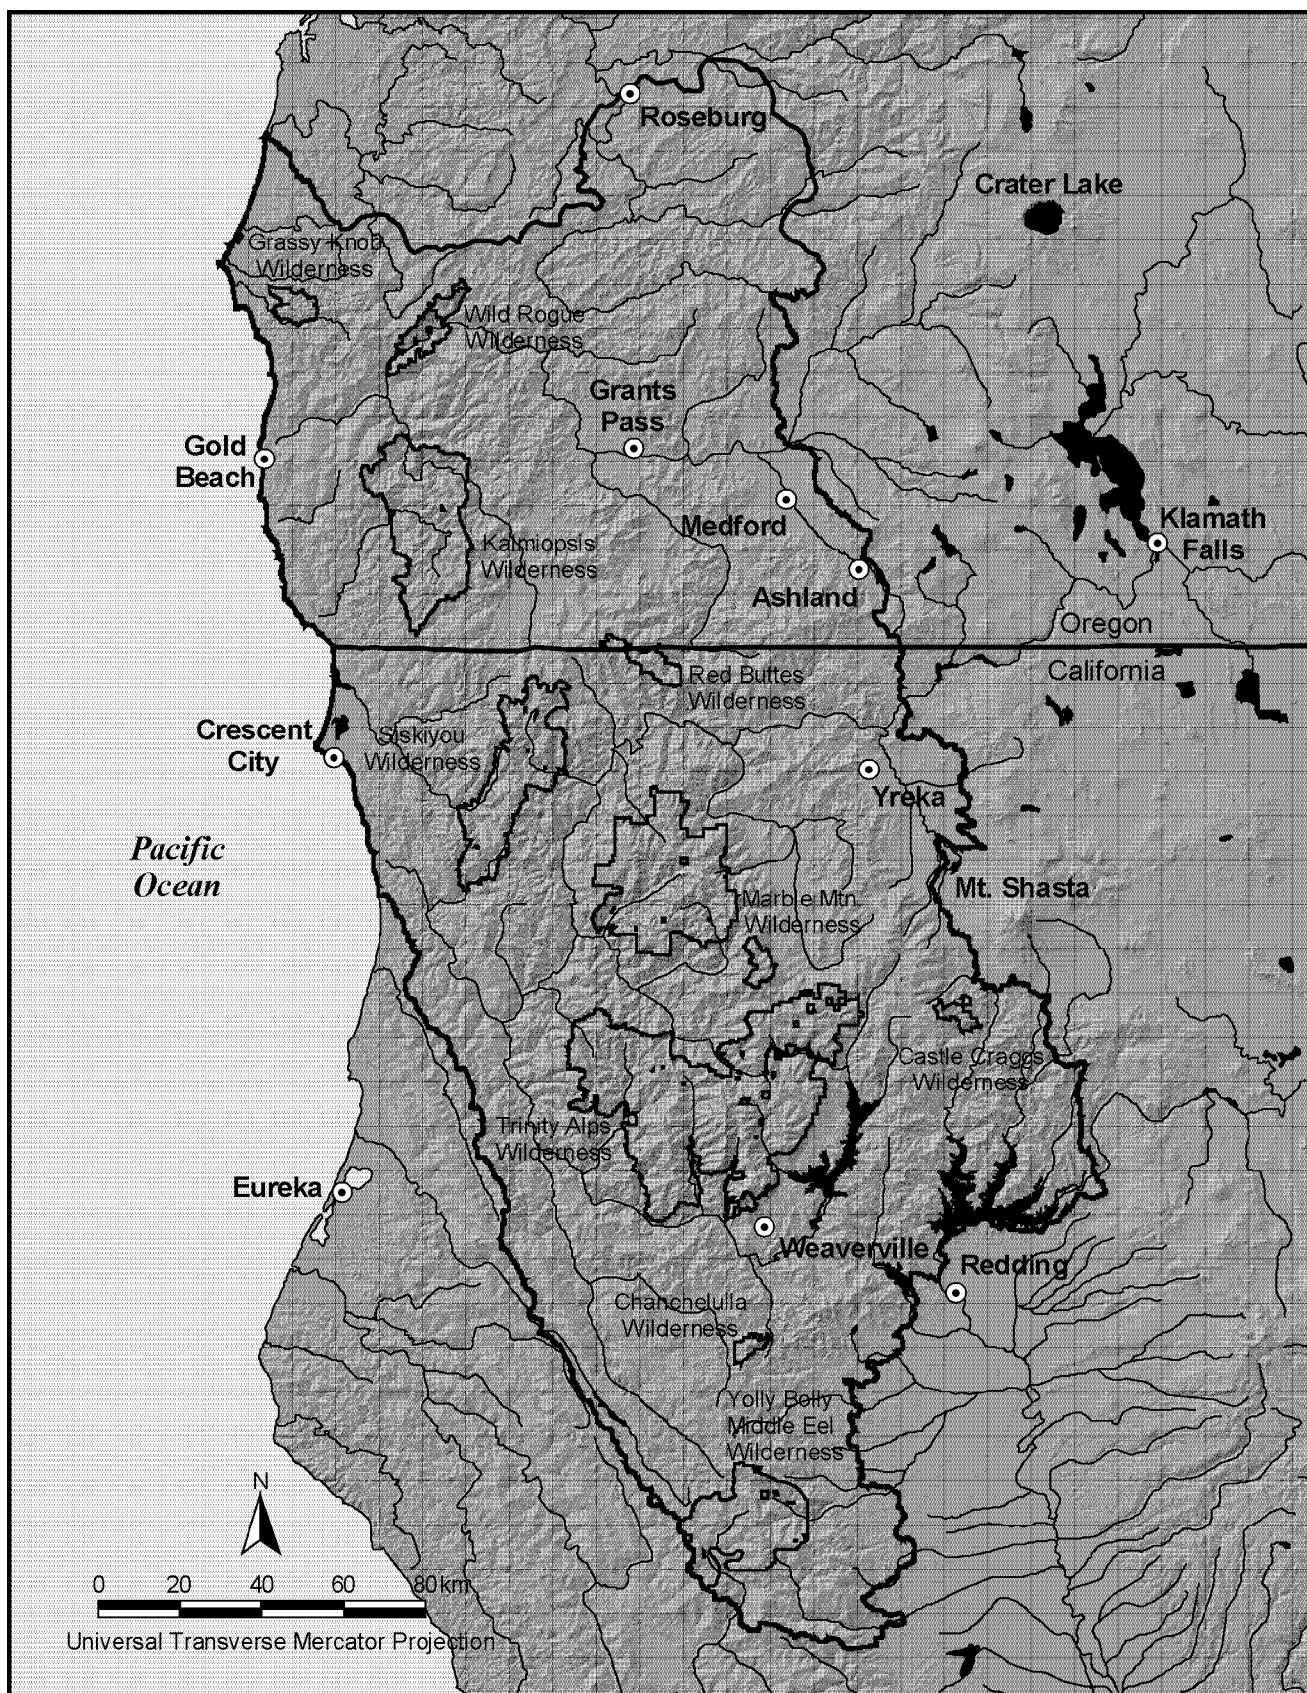 Roseburg
Crater Lake
Grassy Knob
Wilderness
Wild Rogue
Wilderness
Grants
Pass
Gold
Beach
Medford
Klamath
Falls
Kalmiopsis
Wilderness
Ashland
Oregon
California
Red Buttes
Wilderness
Crescent
City
Siskiyou
Wilderness
Yreka
Pacific
Ocean
Mt. Shasta
Marble Mtn.
Wilderness
Castle Craggs
Wilderness
Trinity Alps
Wilderness
Eureka
Weaverville
Redding
Chanchelulla
Wilderness
Yolly Bolly
Middle Eel
Wilderness
N
0 20 40 60 80 km
Universal Transverse Mercator Projection